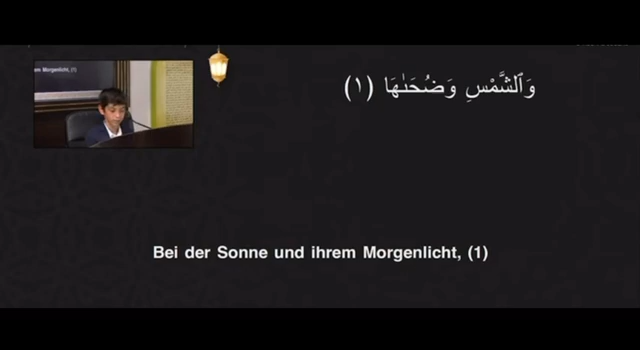 وَٱلشَّمْسِ وَضُحَىٰهَا (١)
Bei der Sonne und ihrem Morgenlicht, (1)